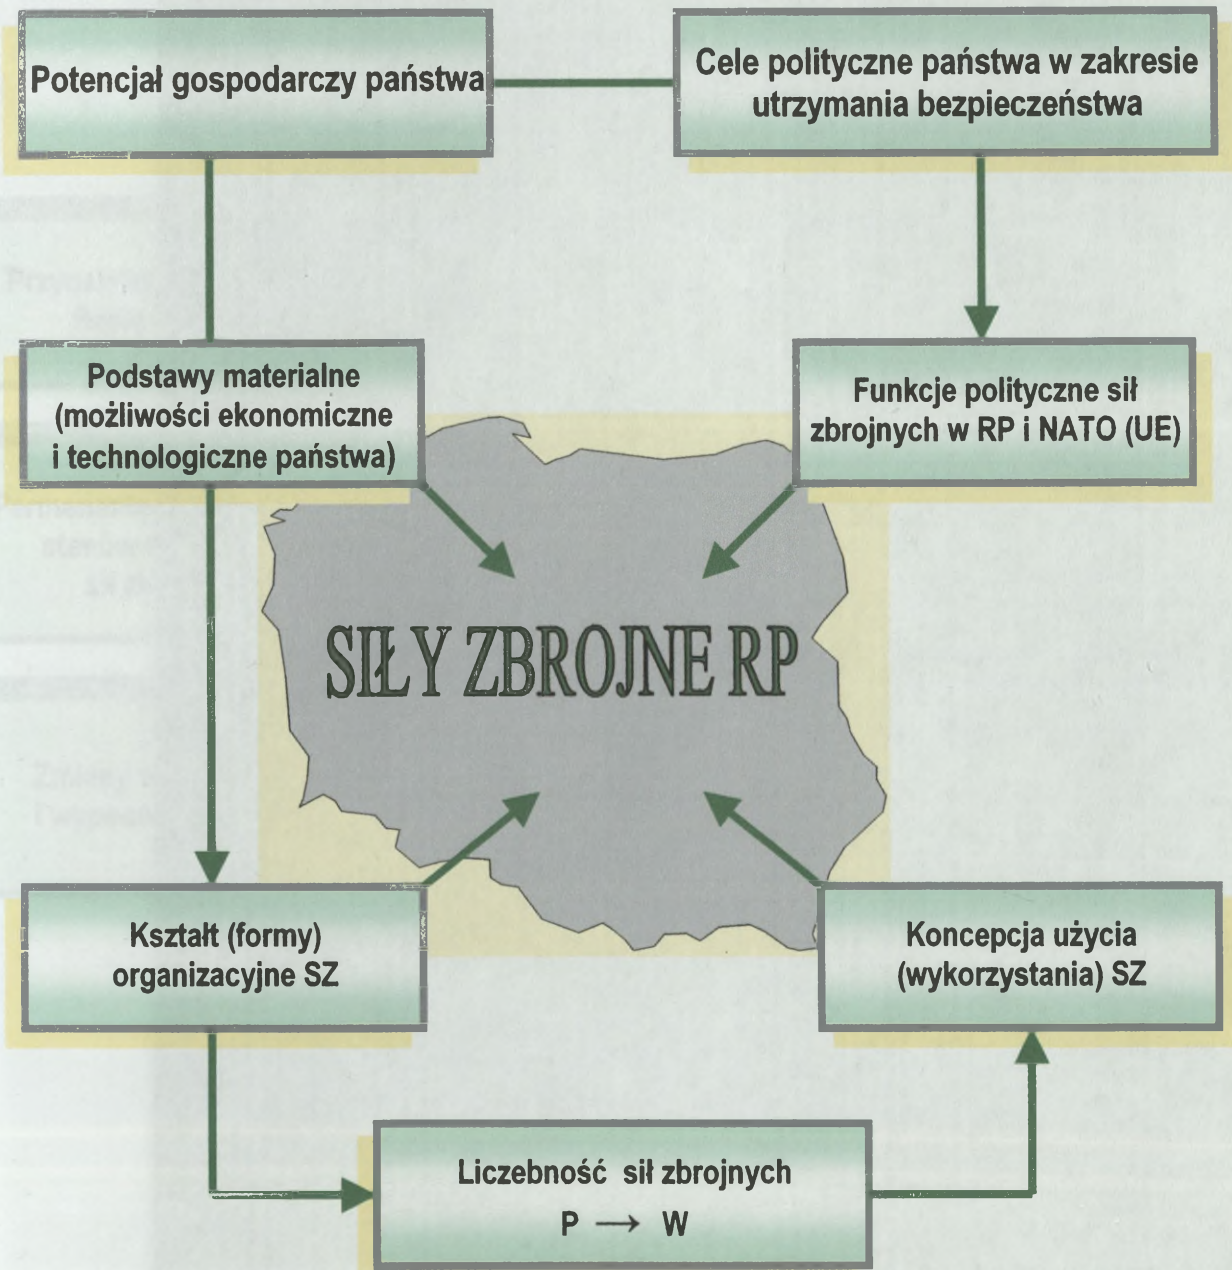 Potencjał gospodarczy państwa
Cele polityczne państwa w zakresie
utrzymania bezpieczeństwa
Podstawy materialne
(możliwości ekonomiczne
i technologiczne państwa)
Funkcje polityczne sił
zbrojnych w RP i NATO (UE)
SIŁY ZBROJNE RP
Kształt (formy)
organizacyjne SZ
Koncepcja użycia
(wykorzystania) SZ
Liczebność sił zbrojnych
P → W